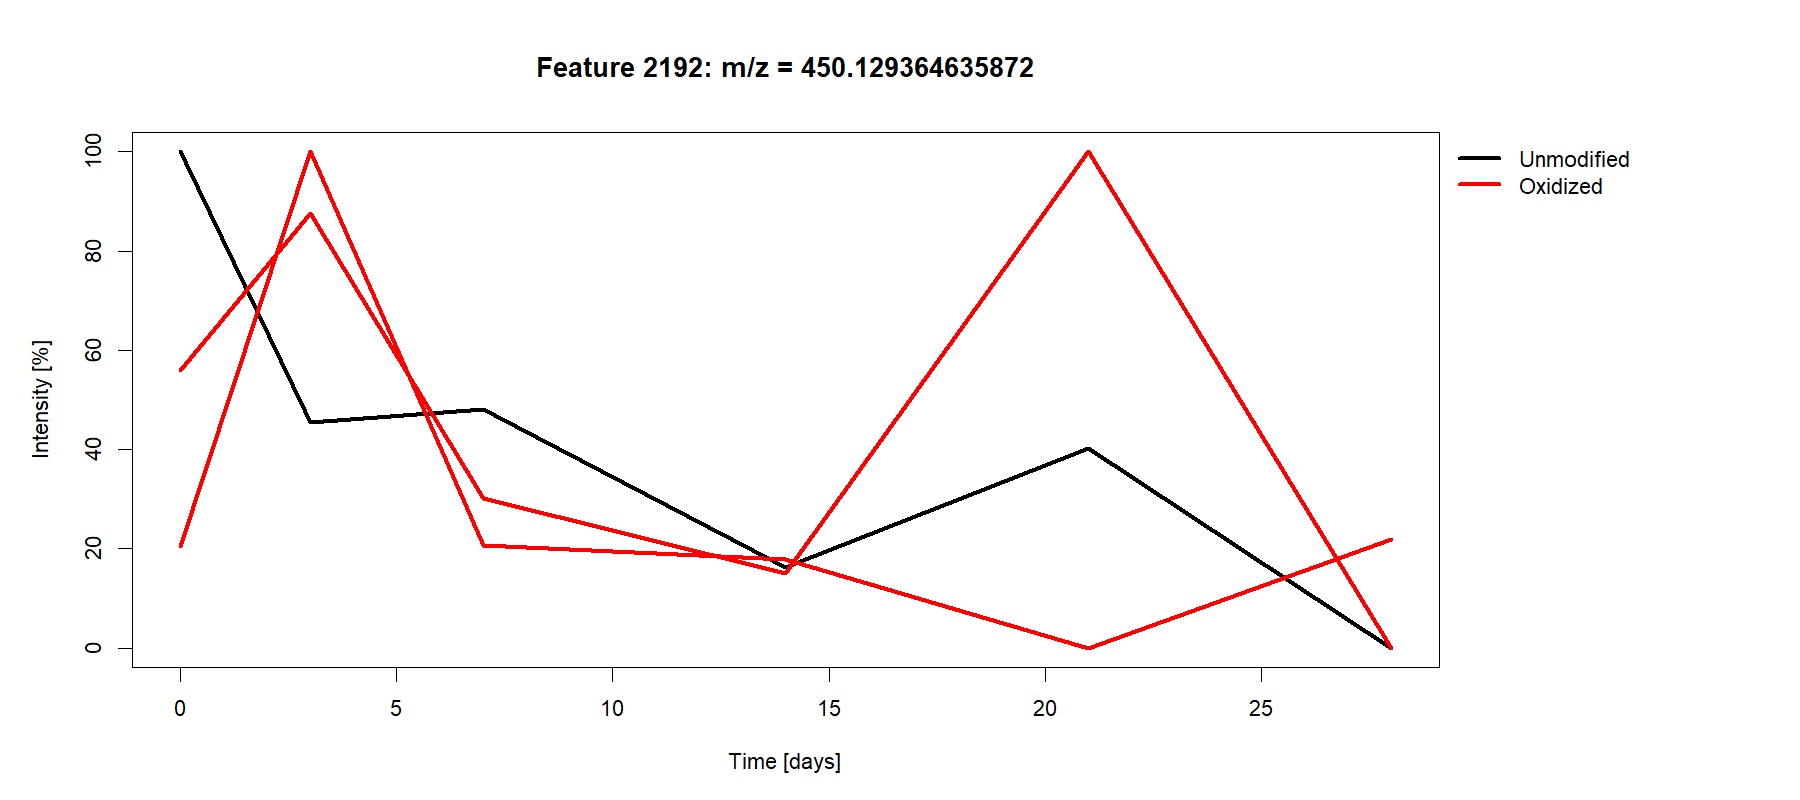 Feature 2192: m/z = 450.129364635872
Unmodified
Oxidized
Intensity [%]
100
80
60
40
20
0
0 5 10 15 20 25
Time [days]